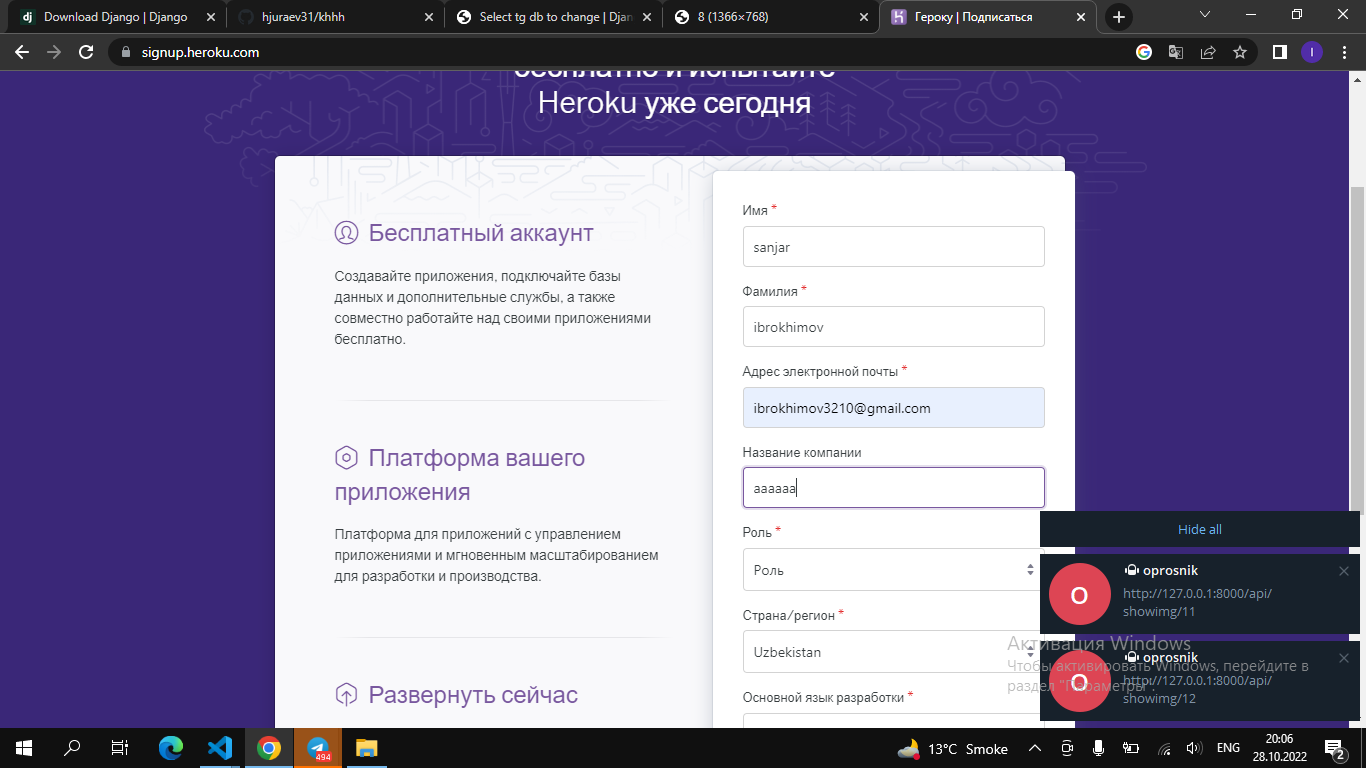 Download Django | Django
hjuraev31/khhh
Select tg db to change | Djan
8 (1366×768)
Героку | Подписаться
signup.heroku.com
I
бесплатно и испытайте
Heroku уже сегодня
Бесплатный аккаунт
Создавайте приложения, подключайте базы
данных и дополнительные службы, а также
совместно работайте над своими приложениями
бесплатно.
Платформа вашего
приложения
Платформа для приложений с управлением
приложениями и мгновенным масштабированием
для разработки и производства.
Развернуть сейчас
Имя *
sanjar
Фамилия *
ibrokhimov
Адрес электронной почты *
ibrokhimov3210@gmail.com
Название компании
aaaaaa
Роль *
Роль
Страна/регион *
Uzbekistan
Основной язык разработки *
Hide all
O
oprosnik
http://127.0.0.1:8000/api/
showimg/11
O
oprosnik
http://127.0.0.1:8000/api/
showimg/12
Активация Windows
Чтобы активировать Windows, перейдите в
раздел "Параметры".
494
13°C Smoke
ENG
20:06
28.10.2022
2